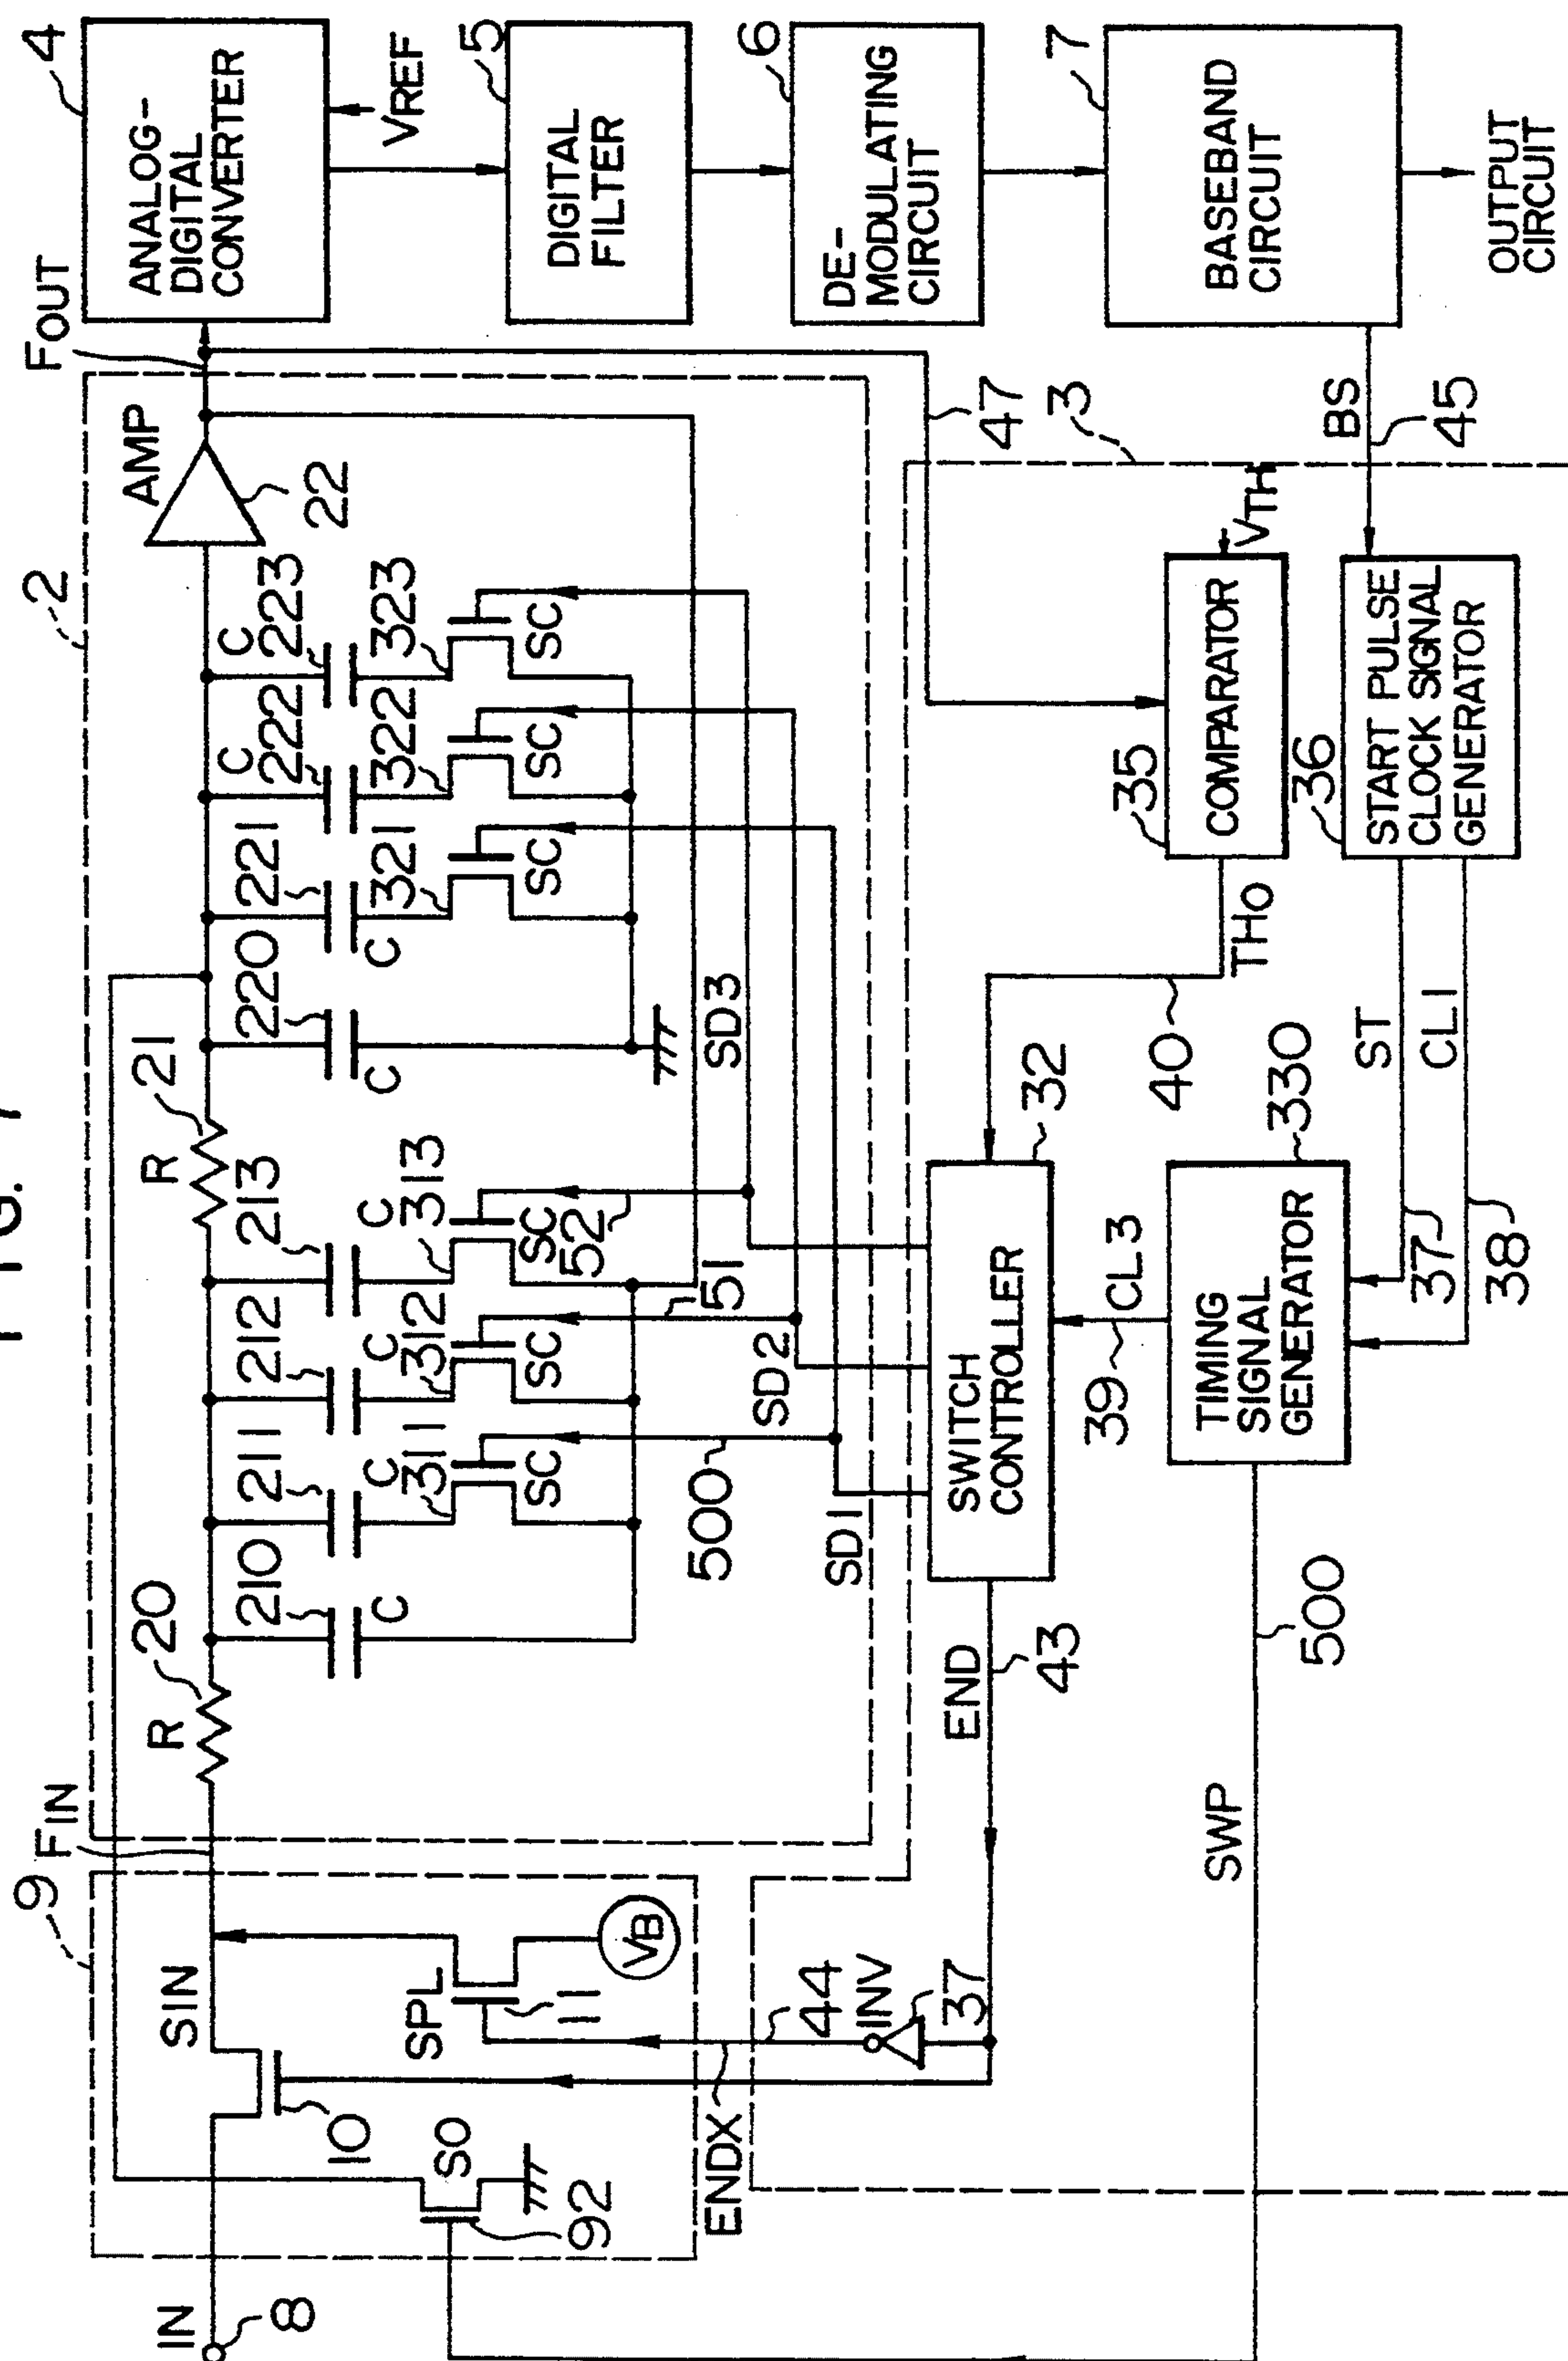 FIG. 7
IN
8
10
SIN
9
FIN
S0
92
SPL
11
VB
ENDX
44
INV
37
END
43
SWP
500
2
R
20
210
C
211
C
311
SC
500
212
C
312
SC
51
213
C
313
SC
52
R
21
220
C
221
C
321
SC
222
C
322
SC
223
C
323
SC
AMP
22
FOUT
SD1
SD2
SD3
4
ANALOG-
DIGITAL
CONVERTER
VREF
5
DIGITAL
FILTER
6
DE-
MODULATING
CIRCUIT
7
BASEBAND
CIRCUIT
OUTPUT
CIRCUIT
BS
45
47
3
SWITCH
CONTROLLER
32
40
THO
35
COMPARATOR
VTH
39
CL3
TIMING
SIGNAL
GENERATOR
330
ST
37
CL1
38
36
START PULSE
CLOCK SIGNAL
GENERATOR